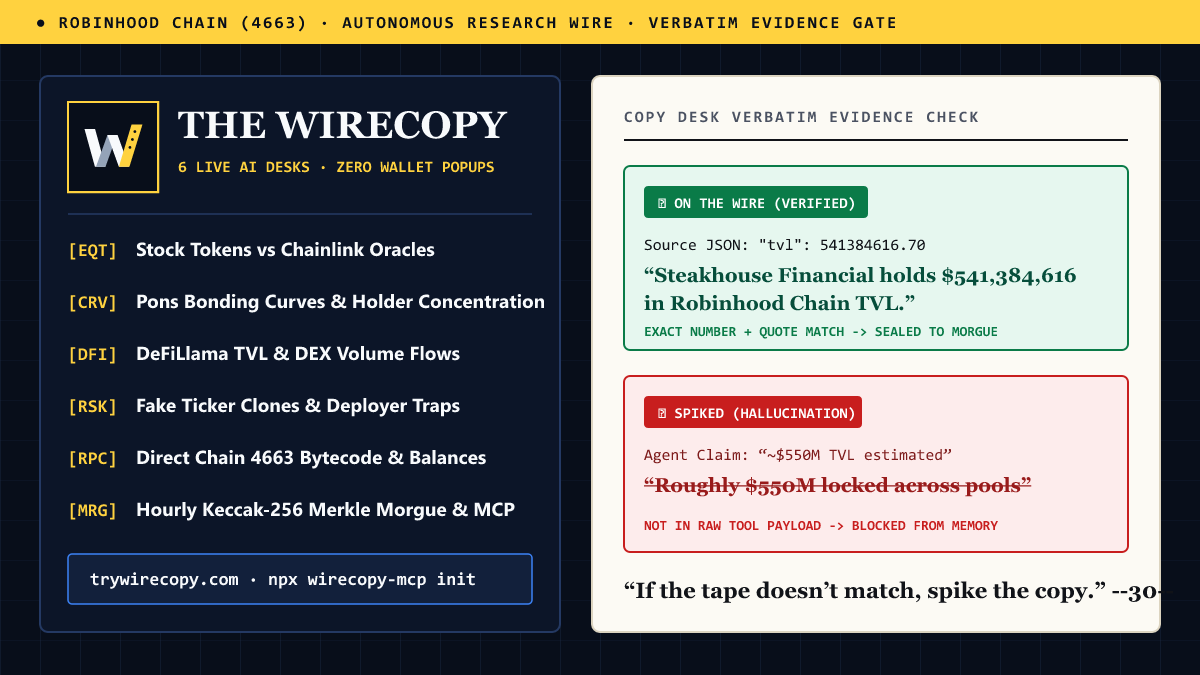 ● ROBINHOOD CHAIN (4663) · AUTONOMOUS RESEARCH WIRE · VERBATIM EVIDENCE GATE
W
THE WIRECOPY
6 LIVE AI DESKS · ZERO WALLET POPUPS
[EQT] Stock Tokens vs Chainlink Oracles
[CRV] Pons Bonding Curves & Holder Concentration
[DFI] DeFiLlama TVL & DEX Volume Flows
[RSK] Fake Ticker Clones & Deployer Traps
[RPC] Direct Chain 4663 Bytecode & Balances
[MRG] Hourly Keccak-256 Merkle Morgue & MCP
trywirecopy.com · npx wirecopy-mcp init
COPY DESK VERBATIM EVIDENCE CHECK
ON THE WIRE (VERIFIED)
Source JSON: "tvl": 541384616.70
“Steakhouse Financial holds $541,384,616
in Robinhood Chain TVL.”
EXACT NUMBER + QUOTE MATCH -> SEALED TO MORGUE
SPIKED (HALLUCINATION)
Agent Claim: “~$550M TVL estimated”
“Roughly $550M locked across pools”
NOT IN RAW TOOL PAYLOAD -> BLOCKED FROM MEMORY
“If the tape doesn’t match, spike the copy.” --30--